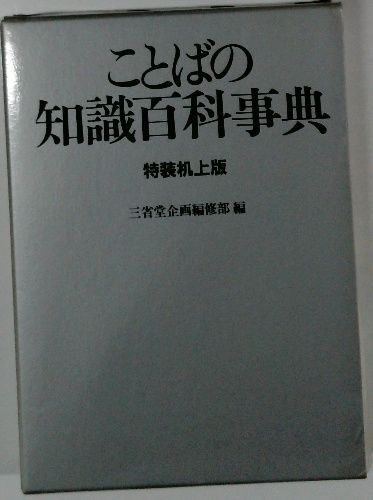 ことばの
知識百科事典
特装机上版
三省堂企画編修部 編